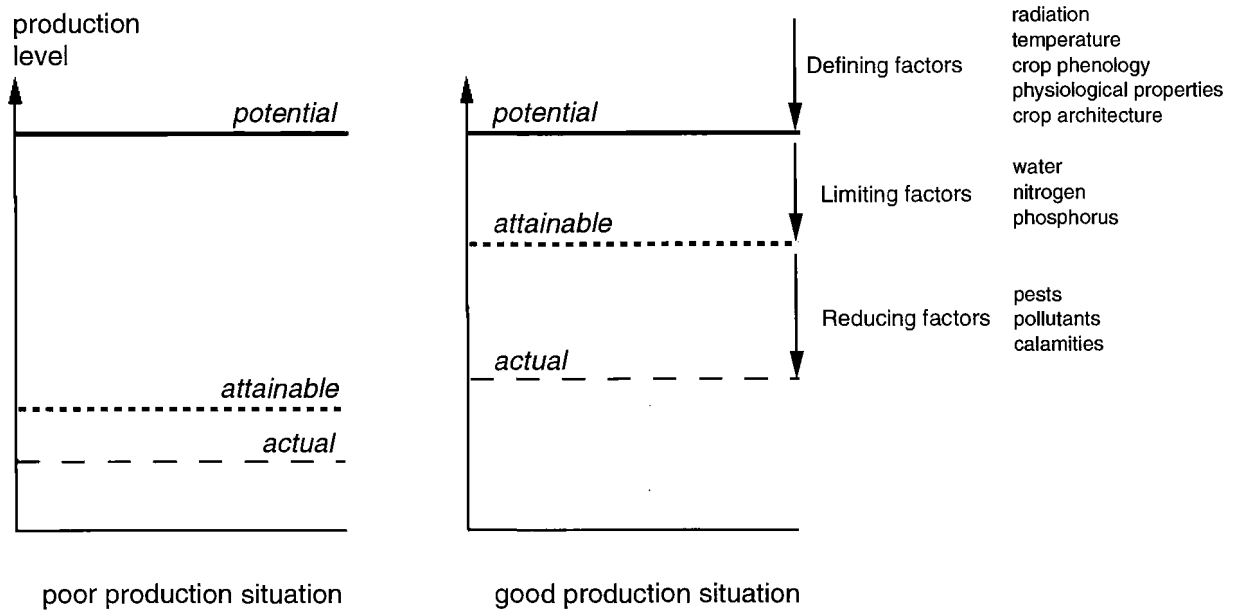 production
level
potential
attainable
actual
poor production situation
potential
attainable
actual
good production situation
Defining factors
radiation
temperature
crop phenology
physiological properties
crop architecture
Limiting factors
water
nitrogen
phosphorus
Reducing factors
pests
pollutants
calamities